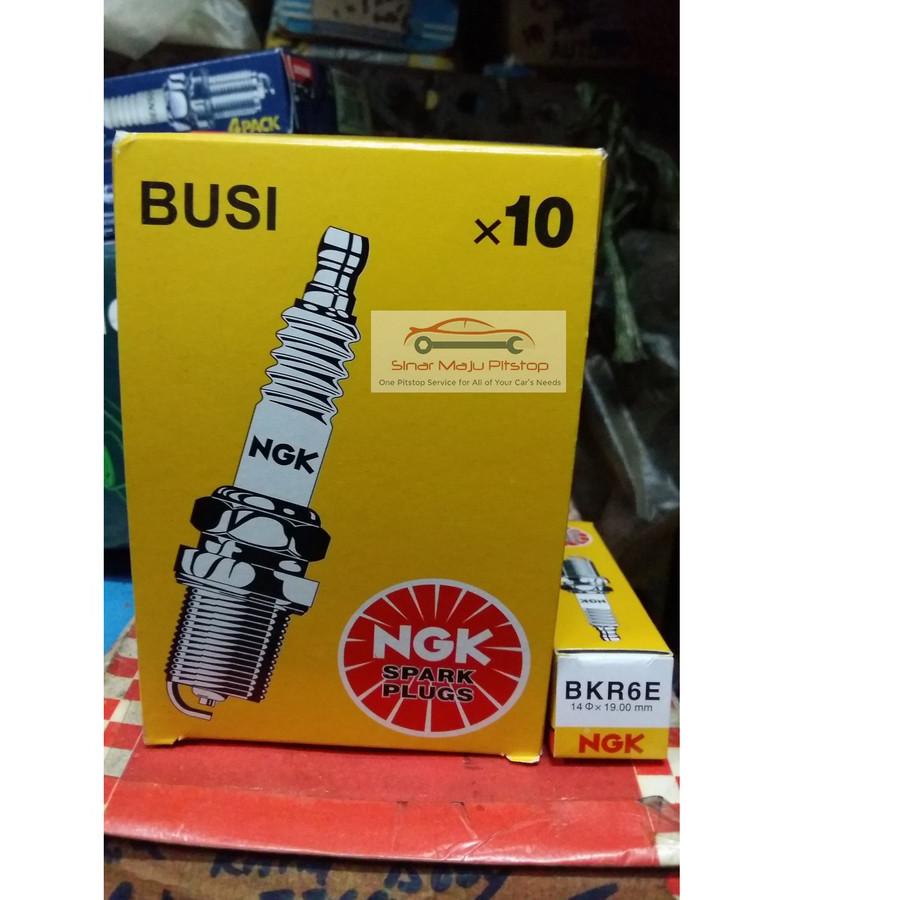 4PACK
BUSI
×10
Sinar Maju Pitstop
One Pitstop Service for All of Your Car's Needs
NGK
NGK
SPARK
PLUGS
NGK
BKR6E
14 Φ × 19.00 mm
NGK